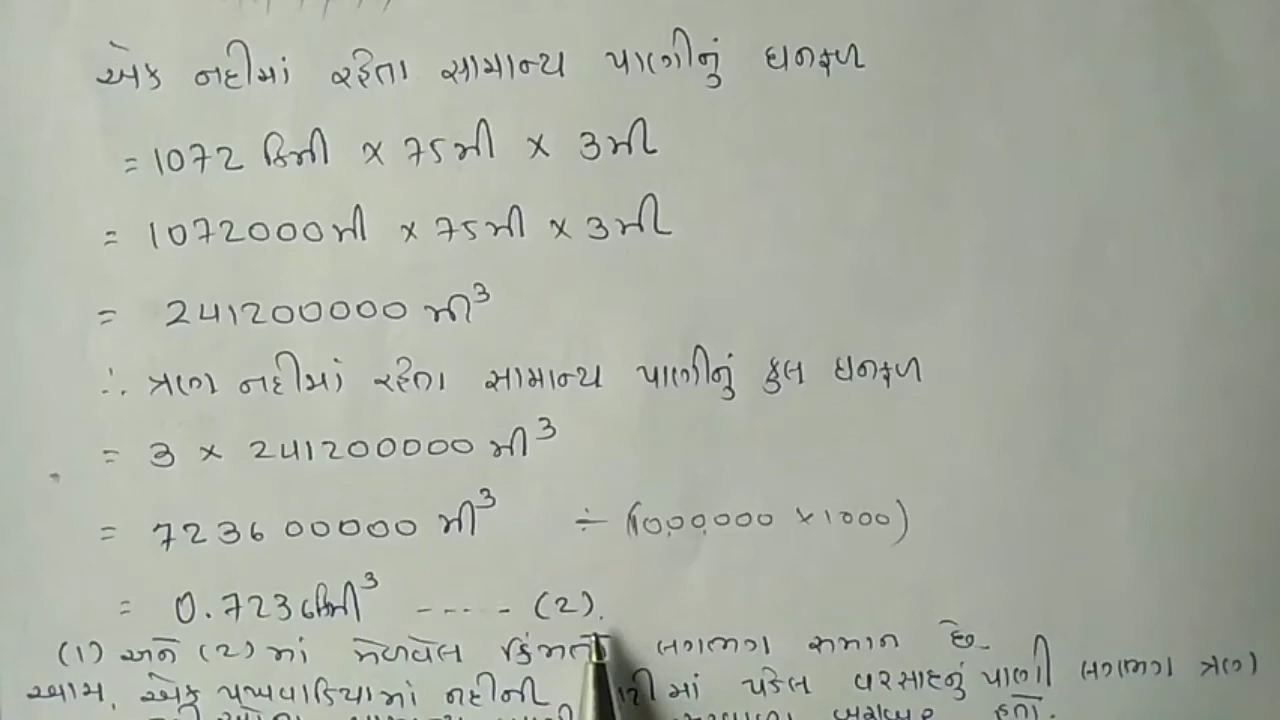 એક નદીમાં રહેતા સામાન્ય પાણીનું ઘનફળ
= 1072 કિમી × 75મી × 3મી
= 1072000મી × 75મી × 3મી
= 241200000 મી³
∴ ત્રણ નદીમાં રહેતા સામાન્ય પાણીનું કુલ ઘનફળ
= 3 × 241200000 મી³
= 723600000 મી³ ÷ (10,00,000 × 1000)
= 0.7236કિમી³ ----- (2).
(1) અને (2) માં મેળવેલ કિંમતો લગભગ સમાન છે.
આમ, એક પખવાડિયામાં નદીની માં પડેલ વરસાદનું પાણી લગભગ ત્રણ
હતો.